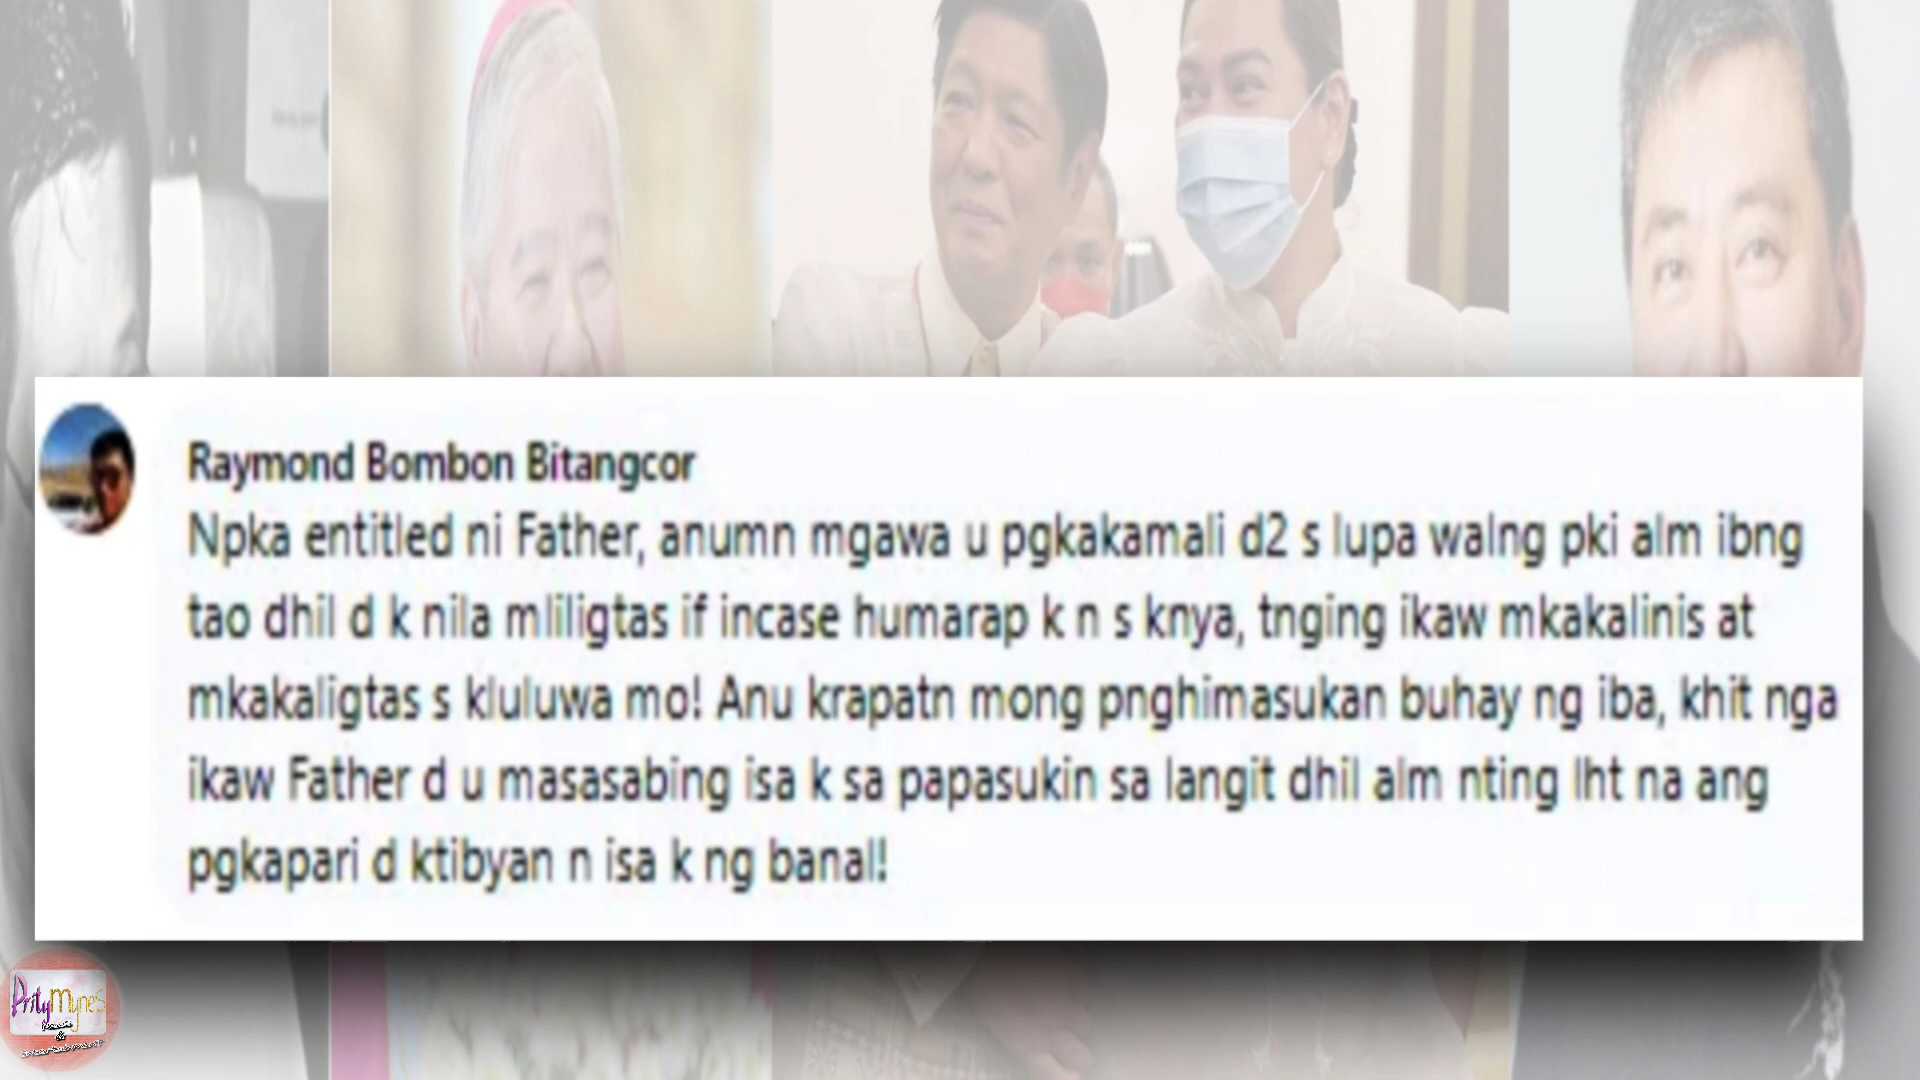 Raymond Bombon Bitangcor
Npka entitled ni Father, anumn mgawa u pgkakamali d2 s lupa walng pki alm ibng
tao dhil d k nila mliligtas if incase humarap k n s knya, tnging ikaw mkakalinis at
mkakaligtas s kluluwa mo! Anu krapatn mong pnghimasukan buhay ng iba, khit nga
ikaw Father d u masasabing isa k sa papasukin sa langit dhil alm nting lht na ang
pgkapari d ktibyan n isa k ng banal!
PrityMynes